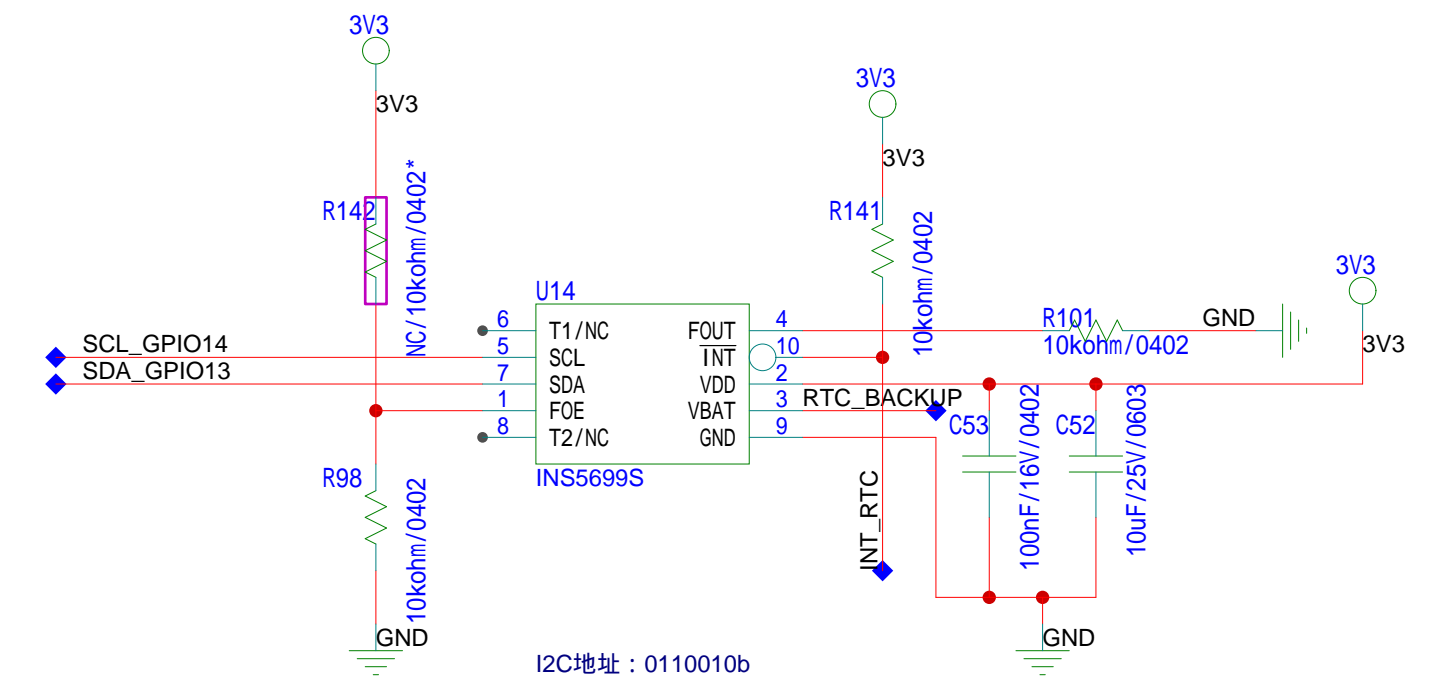 3V3
3V3
R142
NC/10kohm/0402*
3V3
3V3
R141
10kohm/0402
3V3
3V3
U14
6
T1/NC
FOUT
4
R101
10kohm/0402
GND
SCL_GPIO14
5
SCL
INT
10
SDA_GPIO13
7
SDA
VDD
2
1
FOE
VBAT
3
RTC_BACKUP
8
T2/NC
GND
9
INS5699S
INT_RTC
C53
100nF/16V/0402
C52
10uF/25V/0603
R98
10kohm/0402
GND
GND
I2C地址：0110010b